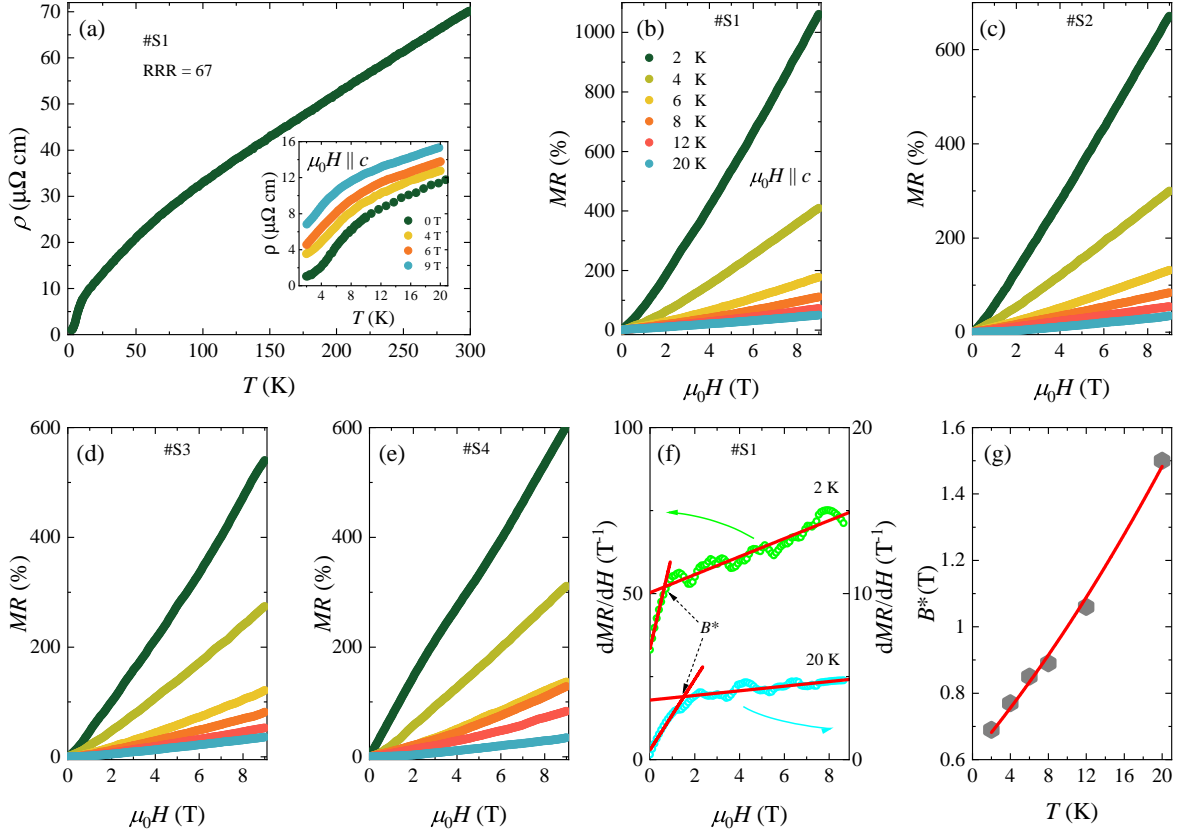 (a)
#S1
RRR = 67
ρ (μΩ cm)
70
60
50
40
30
20
10
0
0 50 100 150 200 250 300
T (K)
μ₀H || c
ρ (μΩ cm)
16
12
8
4
0
4 8 12 16 20
T (K)
0 T
4 T
6 T
9 T
(b)
#S1
MR (%)
1000
800
600
400
200
0
2 K
4 K
6 K
8 K
12 K
20 K
μ₀H || c
0 2 4 6 8
μ₀H (T)
(c)
#S2
MR (%)
600
400
200
0
0 2 4 6 8
μ₀H (T)
(d)
#S3
MR (%)
600
400
200
0
0 2 4 6 8
μ₀H (T)
(e)
#S4
MR (%)
600
400
200
0
0 2 4 6 8
μ₀H (T)
(f)
#S1
dMR/dH (T⁻¹)
100
50
0
2 K
B*
20 K
20
10
0
dMR/dH (T⁻¹)
0 2 4 6 8
μ₀H (T)
(g)
B*(T)
1.6
1.4
1.2
1.0
0.8
0.6
0 4 8 12 16 20
T (K)